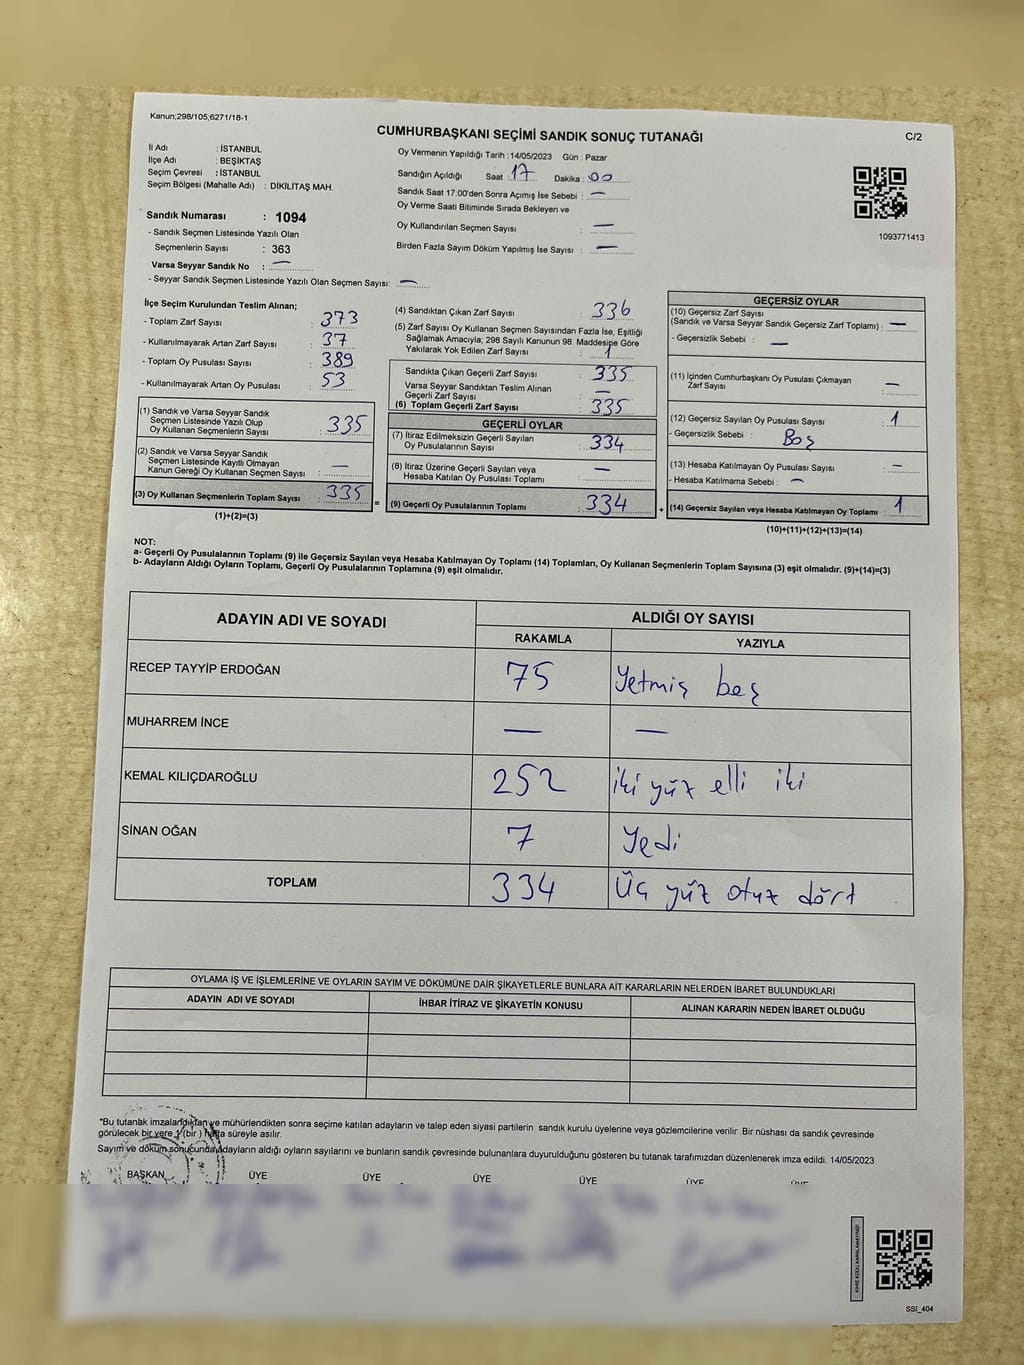 Kanun;298/105;6271/18-1
CUMHURBAŞKANI SEÇİMİ SANDIK SONUÇ TUTANAĞI
C/2
İl Adı : İSTANBUL
İlçe Adı : BEŞİKTAŞ
Seçim Çevresi : İSTANBUL
Seçim Bölgesi (Mahalle Adı) : DİKİLİTAŞ MAH.
Sandık Numarası : 1094
- Sandık Seçmen Listesinde Yazılı Olan
Seçmenlerin Sayısı : 363
Varsa Seyyar Sandık No : —
- Seyyar Sandık Seçmen Listesinde Yazılı Olan Seçmen Sayısı: —
Oy Vermenin Yapıldığı Tarih :14/05/2023 Gün : Pazar
Sandığın Açıldığı Saat : 17 Dakika : 00
Sandık Saat 17:00'den Sonra Açımış İse Sebebi : —
Oy Verme Saati Bitiminde Sırada Bekleyen ve
Oy Kullandırılan Seçmen Sayısı : —
Birden Fazla Sayım Döküm Yapılmış İse Sayısı : —
1093771413
İlçe Seçim Kurulundan Teslim Alınan;
- Toplam Zarf Sayısı : 373
- Kullanılmayarak Artan Zarf Sayısı : 37
- Toplam Oy Pusulası Sayısı : 389
- Kullanılmayarak Artan Oy Pusulası : 53
(1) Sandık ve Varsa Seyyar Sandık
Seçmen Listesinde Yazılı Olup
Oy Kullanan Seçmenlerin Sayısı : 335
(2) Sandık ve Varsa Seyyar Sandık
Seçmen Listesinde Kayıtlı Olmayan
Kanun Gereği Oy Kullanan Seçmen Sayısı : —
(3) Oy Kullanan Seçmenlerin Toplam Sayısı : 335
(1)+(2)=(3)
=
(4) Sandıktan Çıkan Zarf Sayısı : 336
(5) Zarf Sayısı Oy Kullanan Seçmen Sayısından Fazla İse, Eşitliği
Sağlamak Amacıyla; 298 Sayılı Kanunun 98. Maddesine Göre
Yakılarak Yok Edilen Zarf Sayısı : 1
Sandıkta Çıkan Geçerli Zarf Sayısı : 335
Varsa Seyyar Sandıktan Teslim Alınan
Geçerli Zarf Sayısı : —
(6) Toplam Geçerli Zarf Sayısı : 335
GEÇERLİ OYLAR
(7) İtiraz Edilmeksizin Geçerli Sayılan
Oy Pusulalarının Sayısı : 334
(8) İtiraz Üzerine Geçerli Sayılan veya
Hesaba Katılan Oy Pusulası Toplamı : —
(9) Geçerli Oy Pusulalarının Toplamı : 334
+
GEÇERSİZ OYLAR
(10) Geçersiz Zarf Sayısı
(Sandık ve Varsa Seyyar Sandık Geçersiz Zarf Toplamı) : —
- Geçersizlik Sebebi : —
(11) İçinden Cumhurbaşkanı Oy Pusulası Çıkmayan
Zarf Sayısı : —
(12) Geçersiz Sayılan Oy Pusulası Sayısı : 1
- Geçersizlik Sebebi : Boş
(13) Hesaba Katılmayan Oy Pusulası Sayısı : —
- Hesaba Katılmama Sebebi : —
(14) Geçersiz Sayılan veya Hesaba Katılmayan Oy Toplamı : 1
(10)+(11)+(12)+(13)=(14)
NOT:
a- Geçerli Oy Pusulalarının Toplamı (9) ile Geçersiz Sayılan veya Hesaba Katılmayan Oy Toplamı (14) Toplamları, Oy Kullanan Seçmenlerin Toplam Sayısına (3) eşit olmalıdır. (9)+(14)=(3)
b- Adayların Aldığı Oyların Toplamı, Geçerli Oy Pusulalarının Toplamına (9) eşit olmalıdır.
ADAYIN ADI VE SOYADI
ALDIĞI OY SAYISI
RAKAMLA YAZIYLA
RECEP TAYYİP ERDOĞAN 75 Yetmiş beş
MUHARREM İNCE — —
KEMAL KILIÇDAROĞLU 252 iki yüz elli iki
SİNAN OĞAN 7 Yedi
TOPLAM 334 Üç yüz otuz dört
OYLAMA İŞ VE İŞLEMLERİNE VE OYLARIN SAYIM VE DÖKÜMÜNE DAİR ŞİKAYETLERLE BUNLARA AİT KARARLARIN NELERDEN İBARET BULUNDUKLARI
ADAYIN ADI VE SOYADI İHBAR İTİRAZ VE ŞİKAYETİN KONUSU ALINAN KARARIN NEDEN İBARET OLDUĞU
*Bu tutanak imzalandıktan ve mühürlendikten sonra seçime katılan adayların ve talep eden siyasi partilerin sandık kurulu üyelerine veya gözlemcilerine verilir .Bir nüshası da sandık çevresinde
görülecek bir yere 1 (bir ) hafta süreyle asılır.
Sayım ve döküm sonucunda adayların aldığı oyların sayılarını ve bunların sandık çevresinde bulunanlara duyurulduğunu gösteren bu tutanak tarafımızdan düzenlenerek imza edildi. 14/05/2023
BAŞKAN ÜYE ÜYE ÜYE ÜYE ÜYE ÜYE
SSI_404